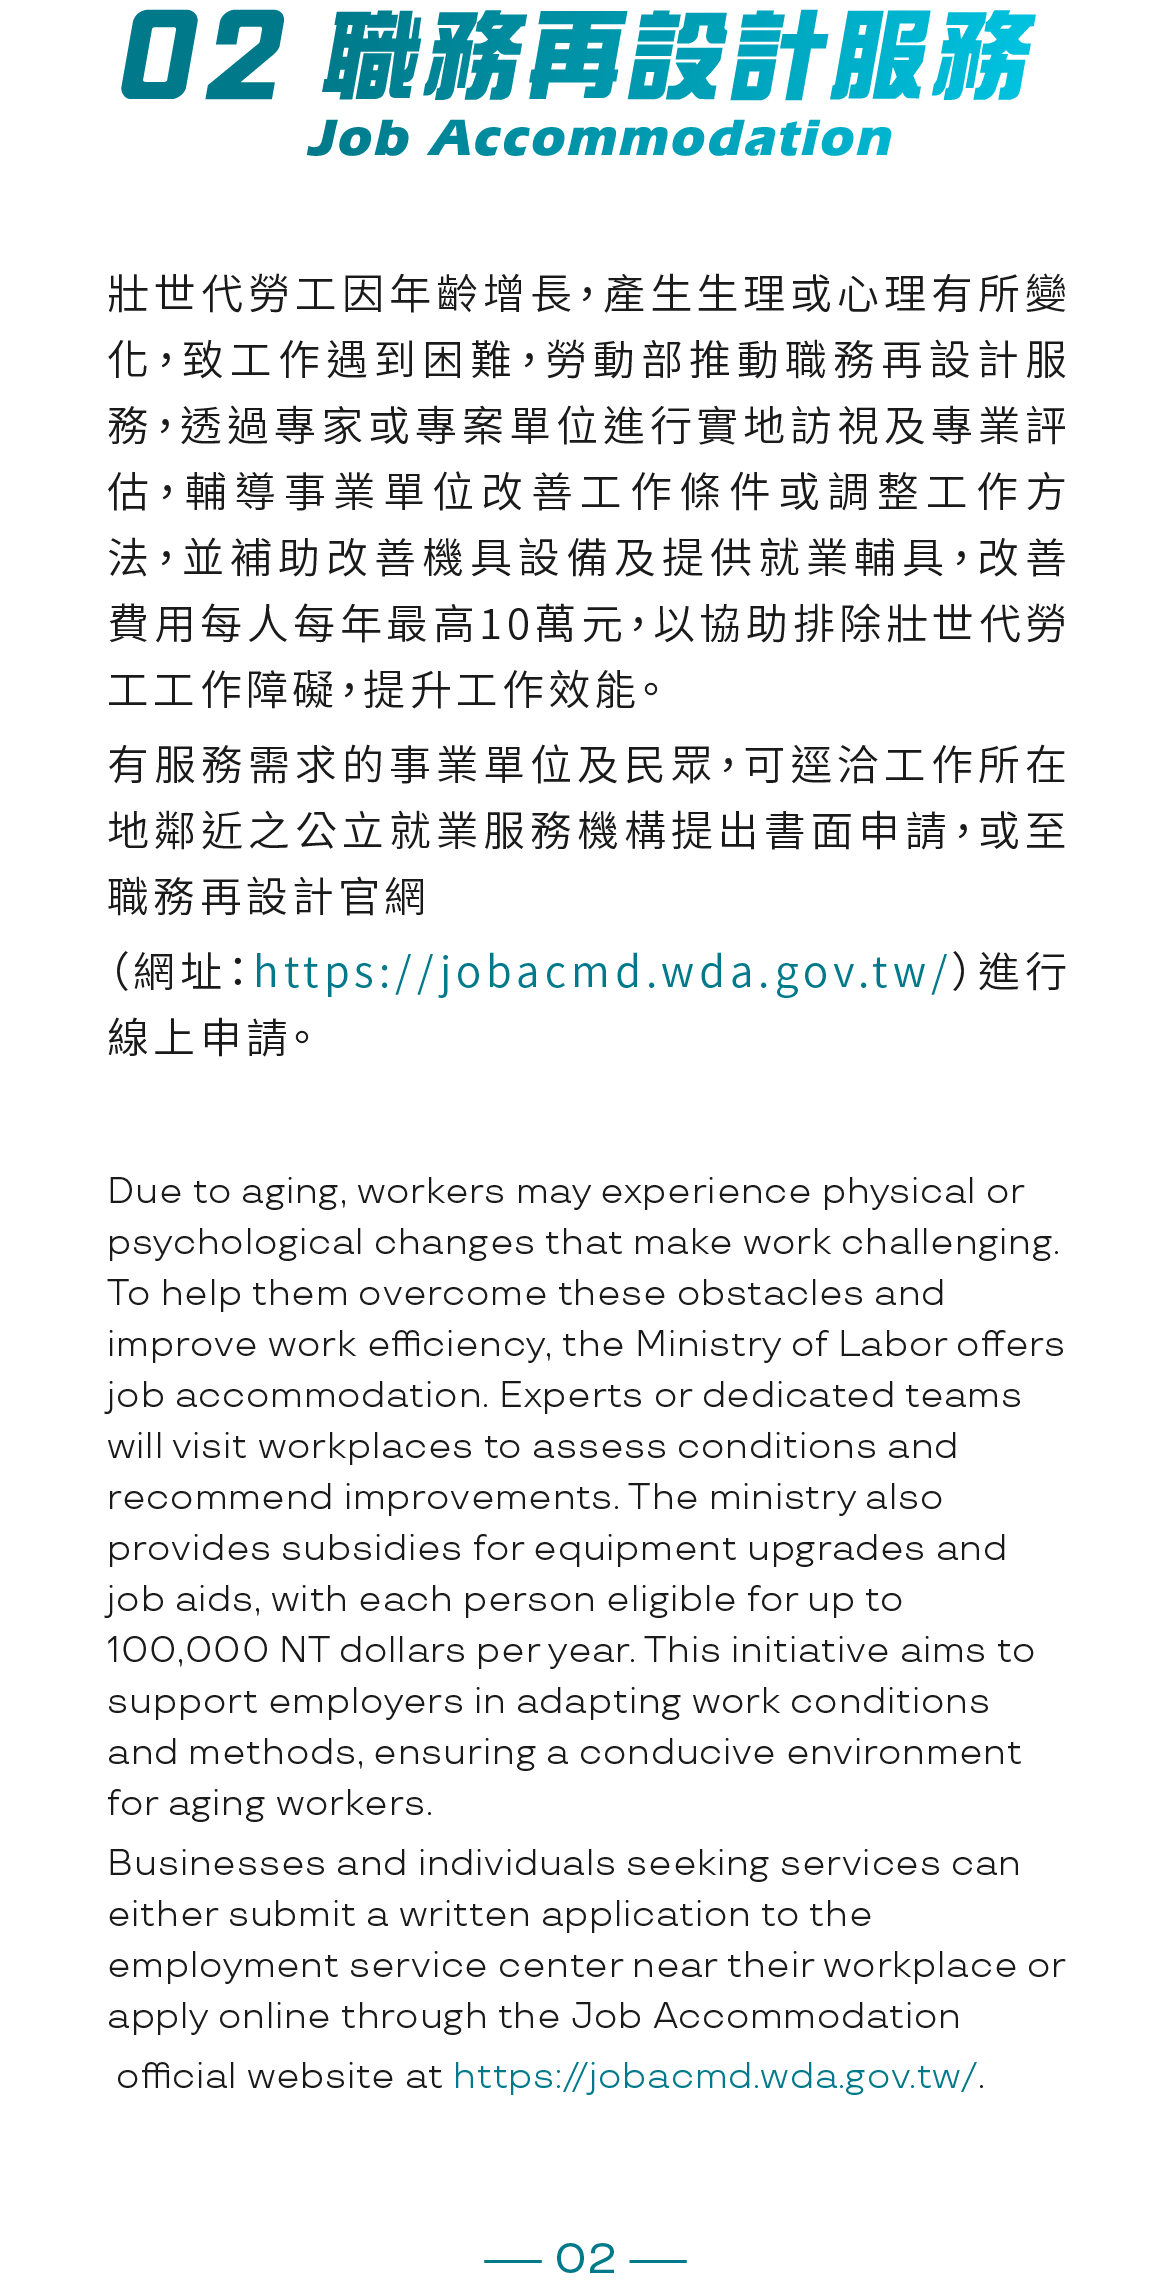 02 職務再設計服務
Job Accommodation
壯世代勞工因年齡增長，產生生理或心理有所變
化，致工作遇到困難，勞動部推動職務再設計服
務，透過專家或專案單位進行實地訪視及專業評
估，輔導事業單位改善工作條件或調整工作方
法，並補助改善機具設備及提供就業輔具，改善
費用每人每年最高10萬元，以協助排除壯世代勞
工工作障礙，提升工作效能。
有服務需求的事業單位及民眾，可逕洽工作所在
地鄰近之公立就業服務機構提出書面申請，或至
職務再設計官網
（網址：https://jobacmd.wda.gov.tw/）進行
線上申請。
Due to aging, workers may experience physical or
psychological changes that make work challenging.
To help them overcome these obstacles and
improve work efficiency, the Ministry of Labor offers
job accommodation. Experts or dedicated teams
will visit workplaces to assess conditions and
recommend improvements. The ministry also
provides subsidies for equipment upgrades and
job aids, with each person eligible for up to
100,000 NT dollars per year. This initiative aims to
support employers in adapting work conditions
and methods, ensuring a conducive environment
for aging workers.
Businesses and individuals seeking services can
either submit a written application to the
employment service center near their workplace or
apply online through the Job Accommodation
official website at https://jobacmd.wda.gov.tw/.
— 02 —